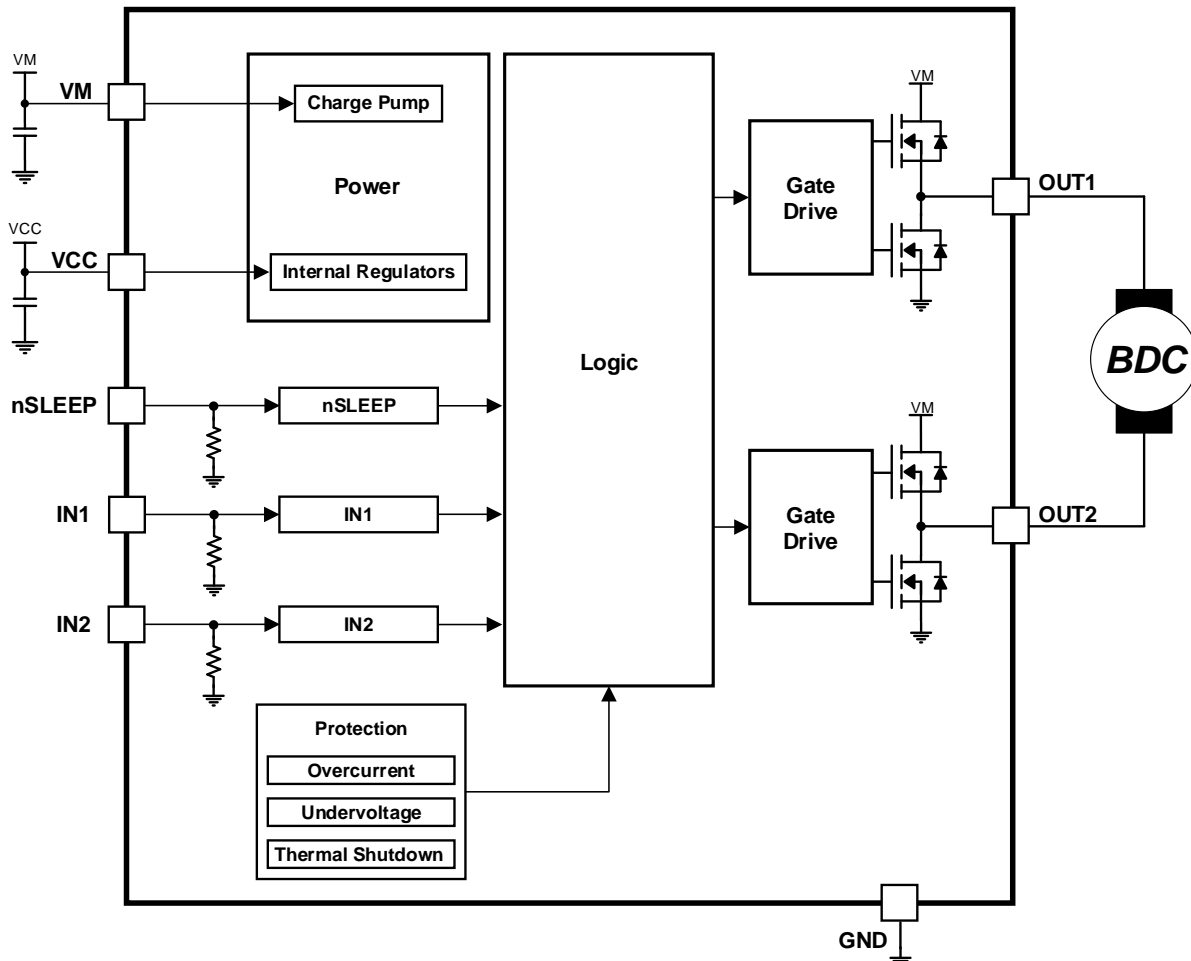 VM
VM
Charge Pump
Power
VCC
VCC
Internal Regulators
nSLEEP
nSLEEP
IN1
IN1
IN2
IN2
Protection
Overcurrent
Undervoltage
Thermal Shutdown
Logic
VM
Gate
Drive
OUT1
BDC
VM
Gate
Drive
OUT2
GND